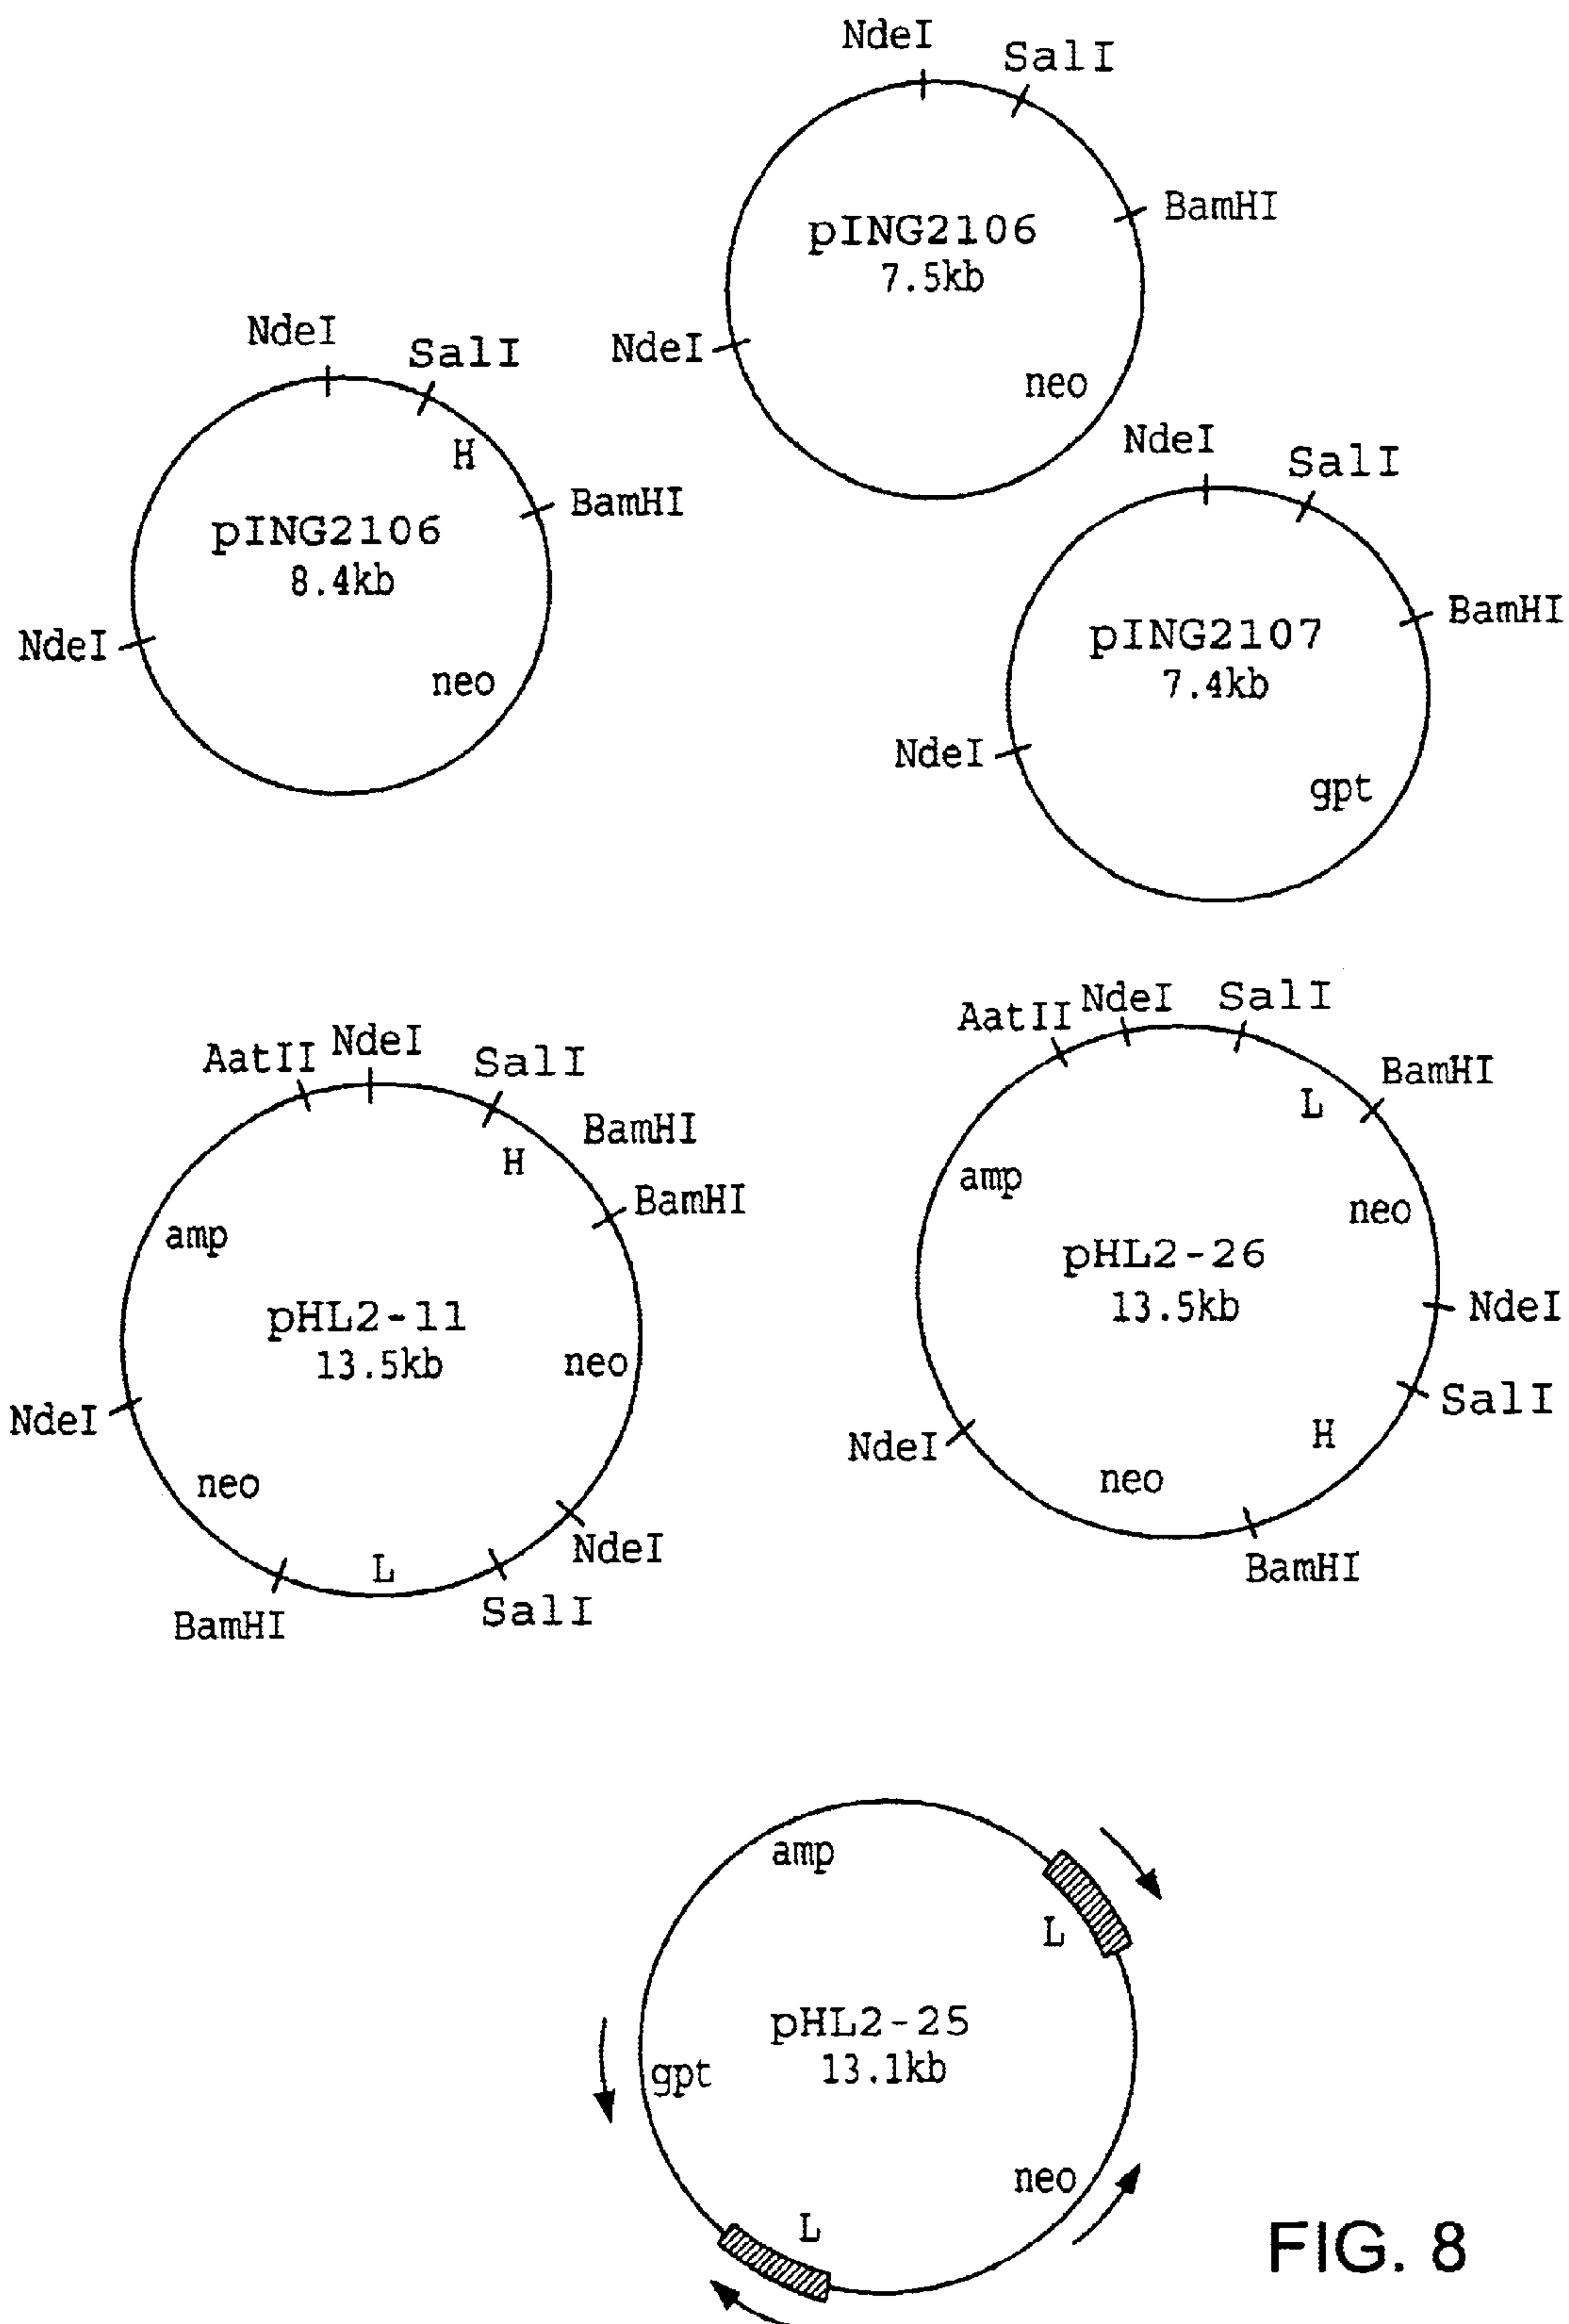 NdeI
SalI
BamHI
pING2106
7.5kb
NdeI
neo
NdeI
SalI
H
BamHI
pING2106
8.4kb
NdeI
neo
NdeI
SalI
BamHI
pING2107
7.4kb
NdeI
gpt
AatII
NdeI
SalI
BamHI
H
BamHI
amp
pHL2-11
13.5kb
neo
NdeI
neo
NdeI
L
SalI
BamHI
AatII
NdeI
SalI
BamHI
L
amp
neo
pHL2-26
13.5kb
NdeI
SalI
H
NdeI
neo
BamHI
amp
L
pHL2-25
13.1kb
gpt
neo
L
FIG. 8